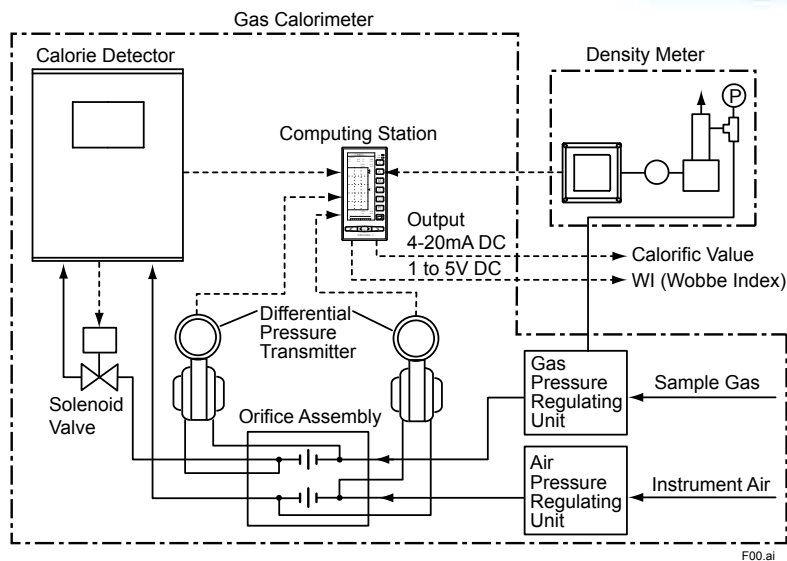 Gas Calorimeter
Calorie Detector
Density Meter
P
Computing Station
Output
4-20mA DC
1 to 5V DC
Calorific Value
WI (Wobbe Index)
Differential
Pressure
Transmitter
Solenoid
Valve
Orifice Assembly
Gas
Pressure
Regulating
Unit
Sample Gas
Air
Pressure
Regulating
Unit
Instrument Air
F00.ai